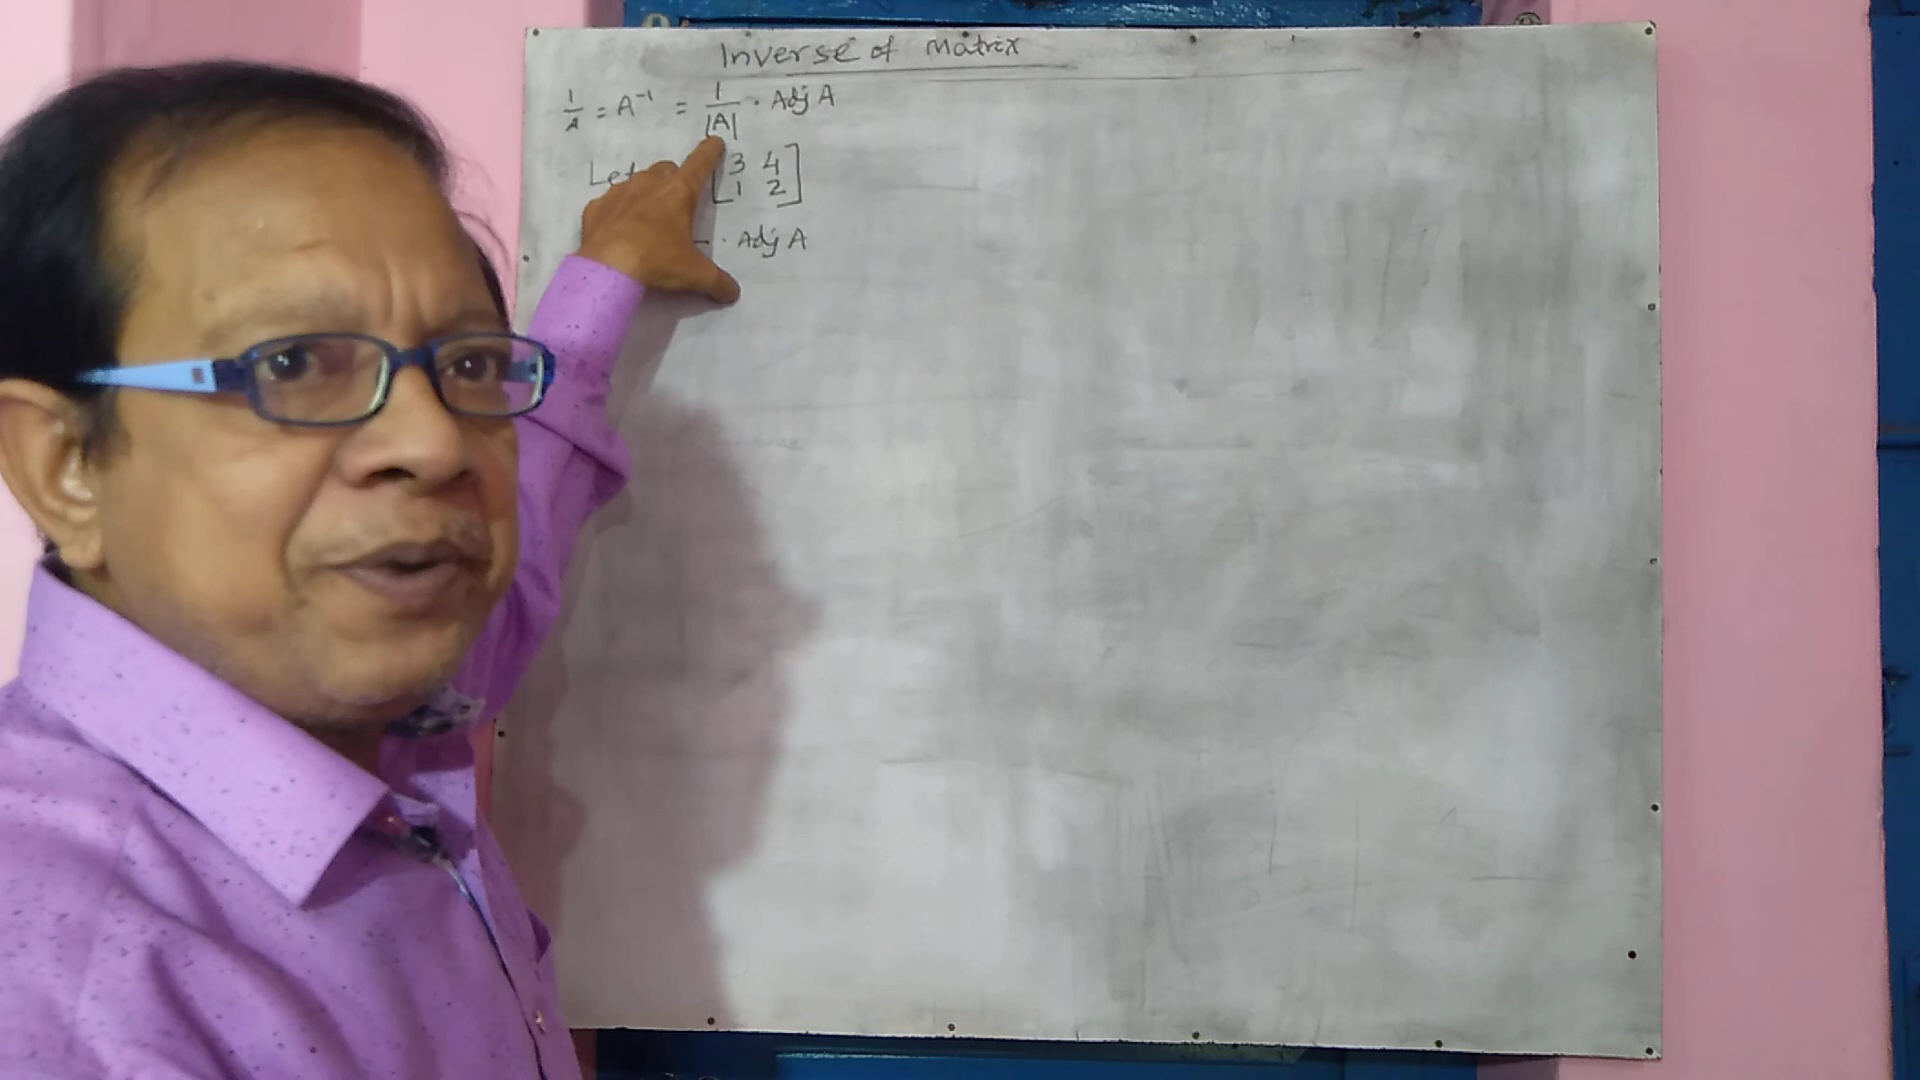 Inverse of Matrix
1/A = A⁻¹ = 1/|A| · Adj A
Let [3 4
1 2]
· Adj A